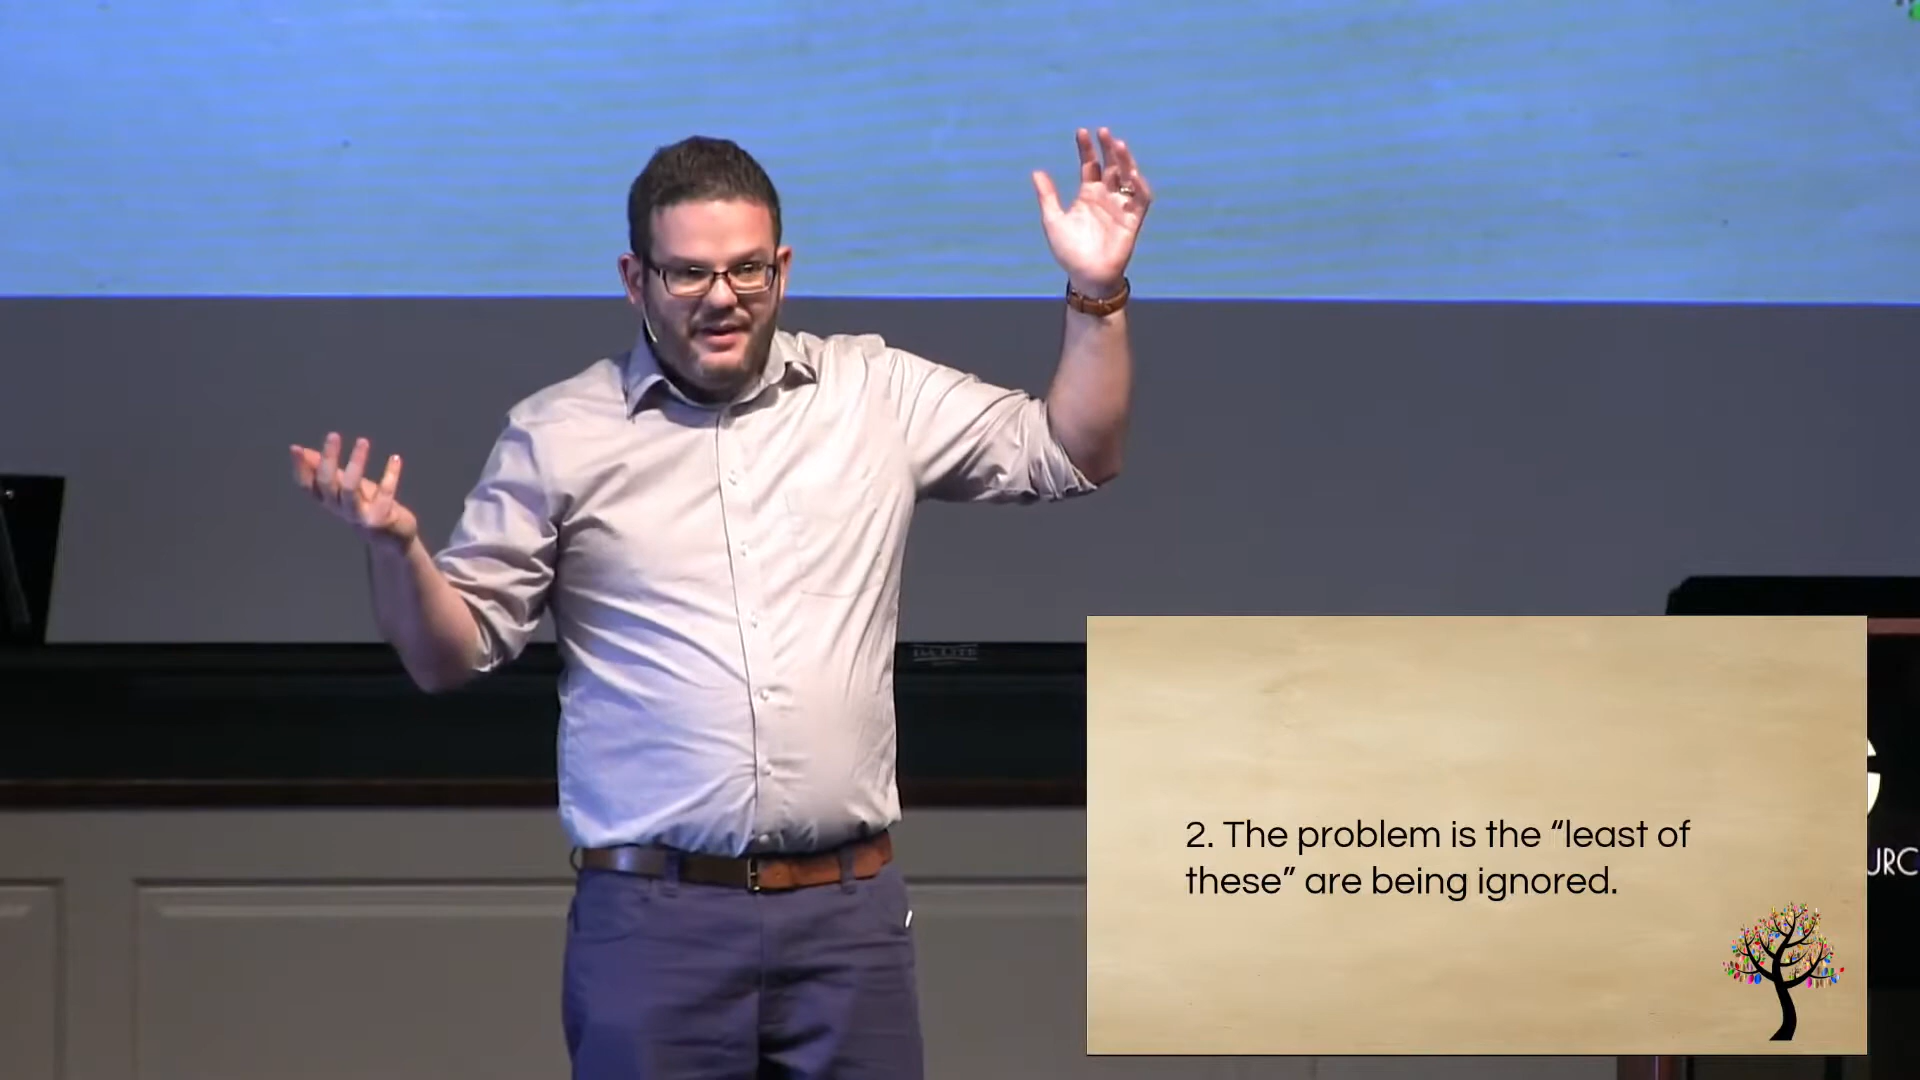 2. The problem is the “least of
these” are being ignored.